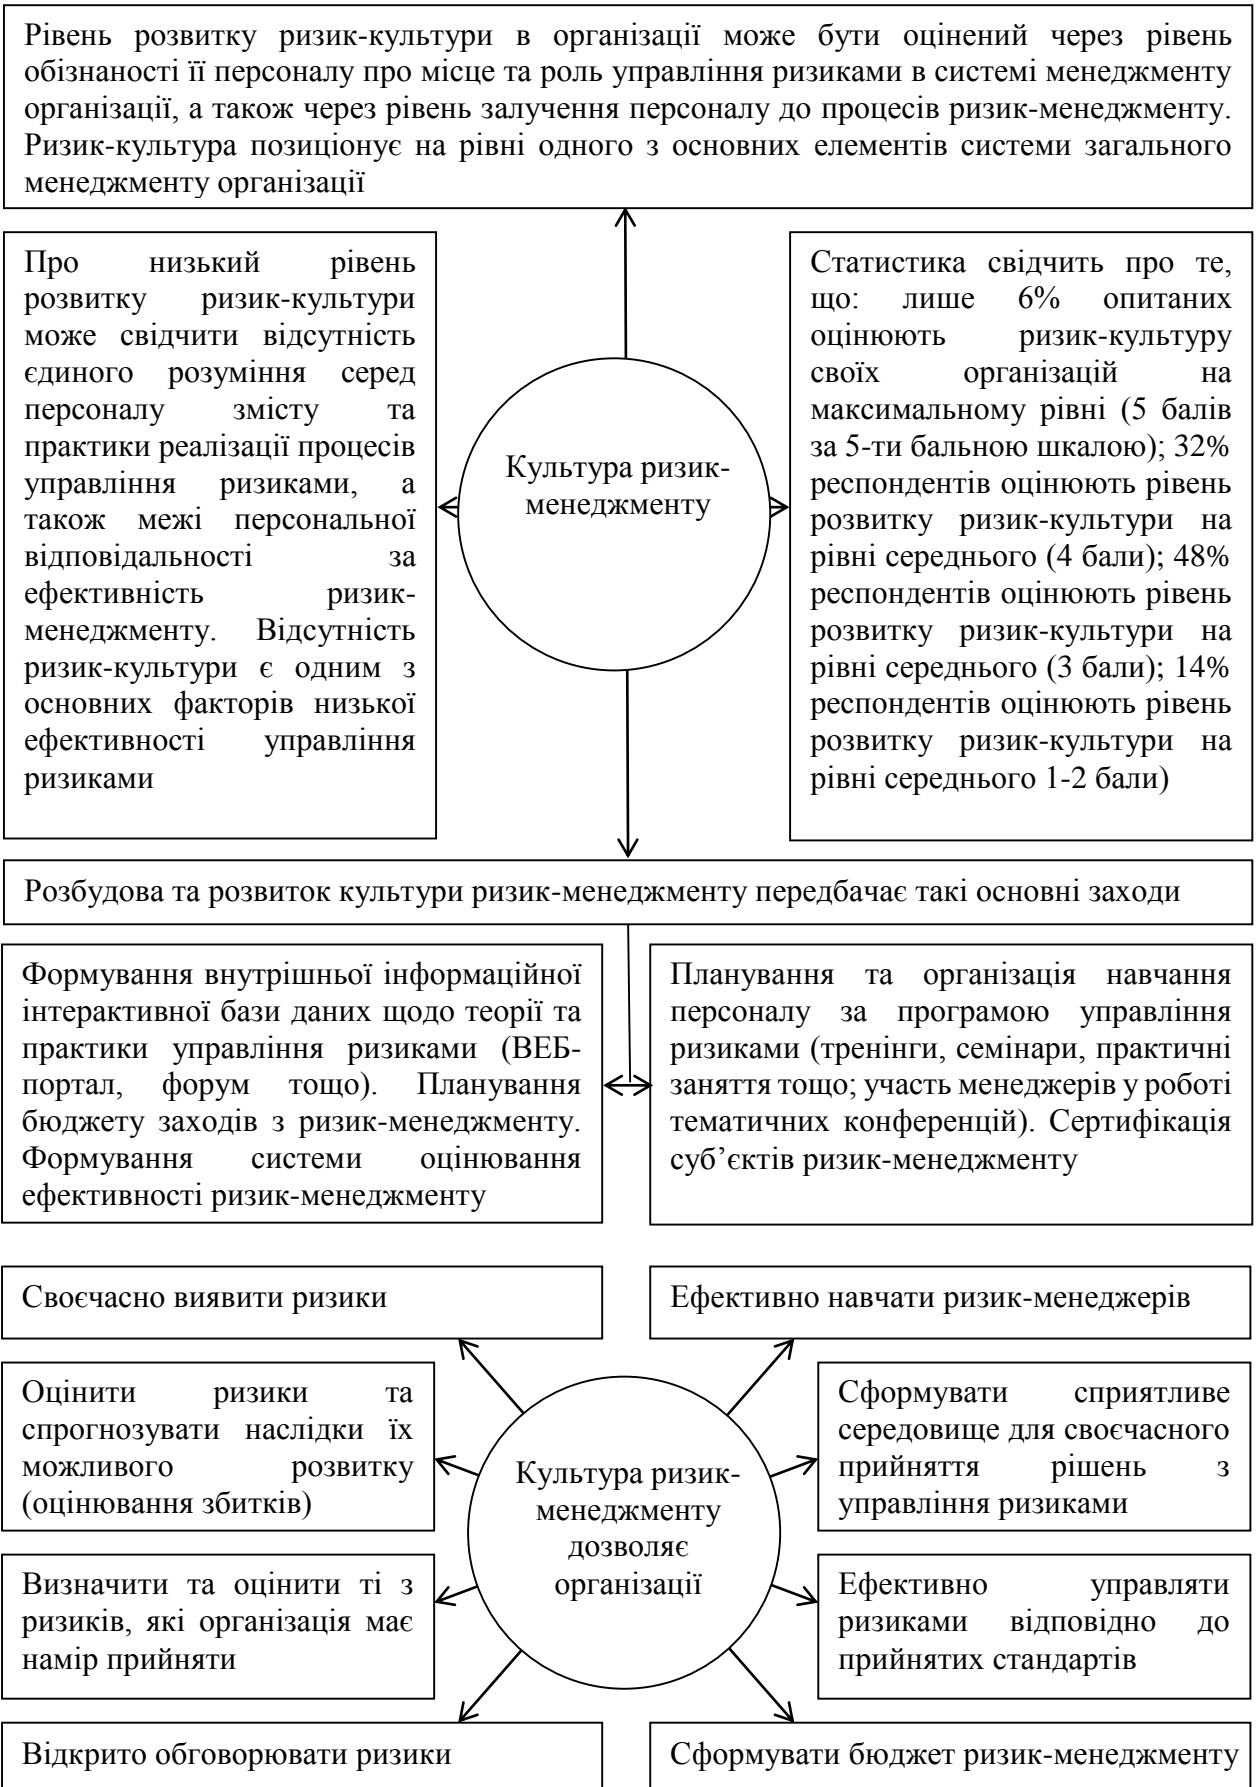 Рівень розвитку ризик-культури в організації може бути оцінений через рівень
обізнаності її персоналу про місце та роль управління ризиками в системі менеджменту
організації, а також через рівень залучення персоналу до процесів ризик-менеджменту.
Ризик-культура позиціонує на рівні одного з основних елементів системи загального
менеджменту організації
Про низький рівень
розвитку ризик-культури
може свідчити відсутність
єдиного розуміння серед
персоналу змісту та
практики реалізації процесів
управління ризиками, а
також межі персональної
відповідальності за
ефективність ризик-
менеджменту. Відсутність
ризик-культури є одним з
основних факторів низької
ефективності управління
ризиками
Культура ризик-
менеджменту
Статистика свідчить про те,
що: лише 6% опитаних
оцінюють ризик-культуру
своїх організацій на
максимальному рівні (5 балів
за 5-ти бальною шкалою); 32%
респондентів оцінюють рівень
розвитку ризик-культури на
рівні середнього (4 бали); 48%
респондентів оцінюють рівень
розвитку ризик-культури на
рівні середнього (3 бали); 14%
респондентів оцінюють рівень
розвитку ризик-культури на
рівні середнього 1-2 бали)
Розбудова та розвиток культури ризик-менеджменту передбачає такі основні заходи
Формування внутрішньої інформаційної
інтерактивної бази даних щодо теорії та
практики управління ризиками (ВЕБ-
портал, форум тощо). Планування
бюджету заходів з ризик-менеджменту.
Формування системи оцінювання
ефективності ризик-менеджменту
Планування та організація навчання
персоналу за програмою управління
ризиками (тренінги, семінари, практичні
заняття тощо; участь менеджерів у роботі
тематичних конференцій). Сертифікація
суб’єктів ризик-менеджменту
Своєчасно виявити ризики
Ефективно навчати ризик-менеджерів
Оцінити ризики та
спрогнозувати наслідки їх
можливого розвитку
(оцінювання збитків)
Культура ризик-
менеджменту
дозволяє
організації
Сформувати сприятливе
середовище для своєчасного
прийняття рішень з
управління ризиками
Визначити та оцінити ті з
ризиків, які організація має
намір прийняти
Ефективно управляти
ризиками відповідно до
прийнятих стандартів
Відкрито обговорювати ризики
Сформувати бюджет ризик-менеджменту